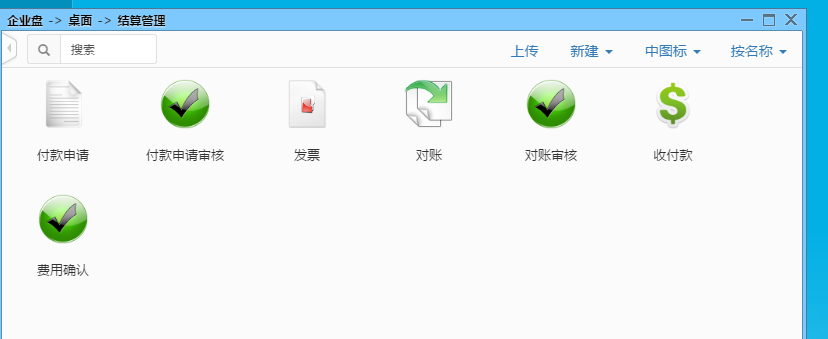 企业盘 -> 桌面 -> 结算管理
搜索
上传 新建 中图标 按名称
付款申请 付款申请审核 发票 对账 对账审核 收付款
费用确认